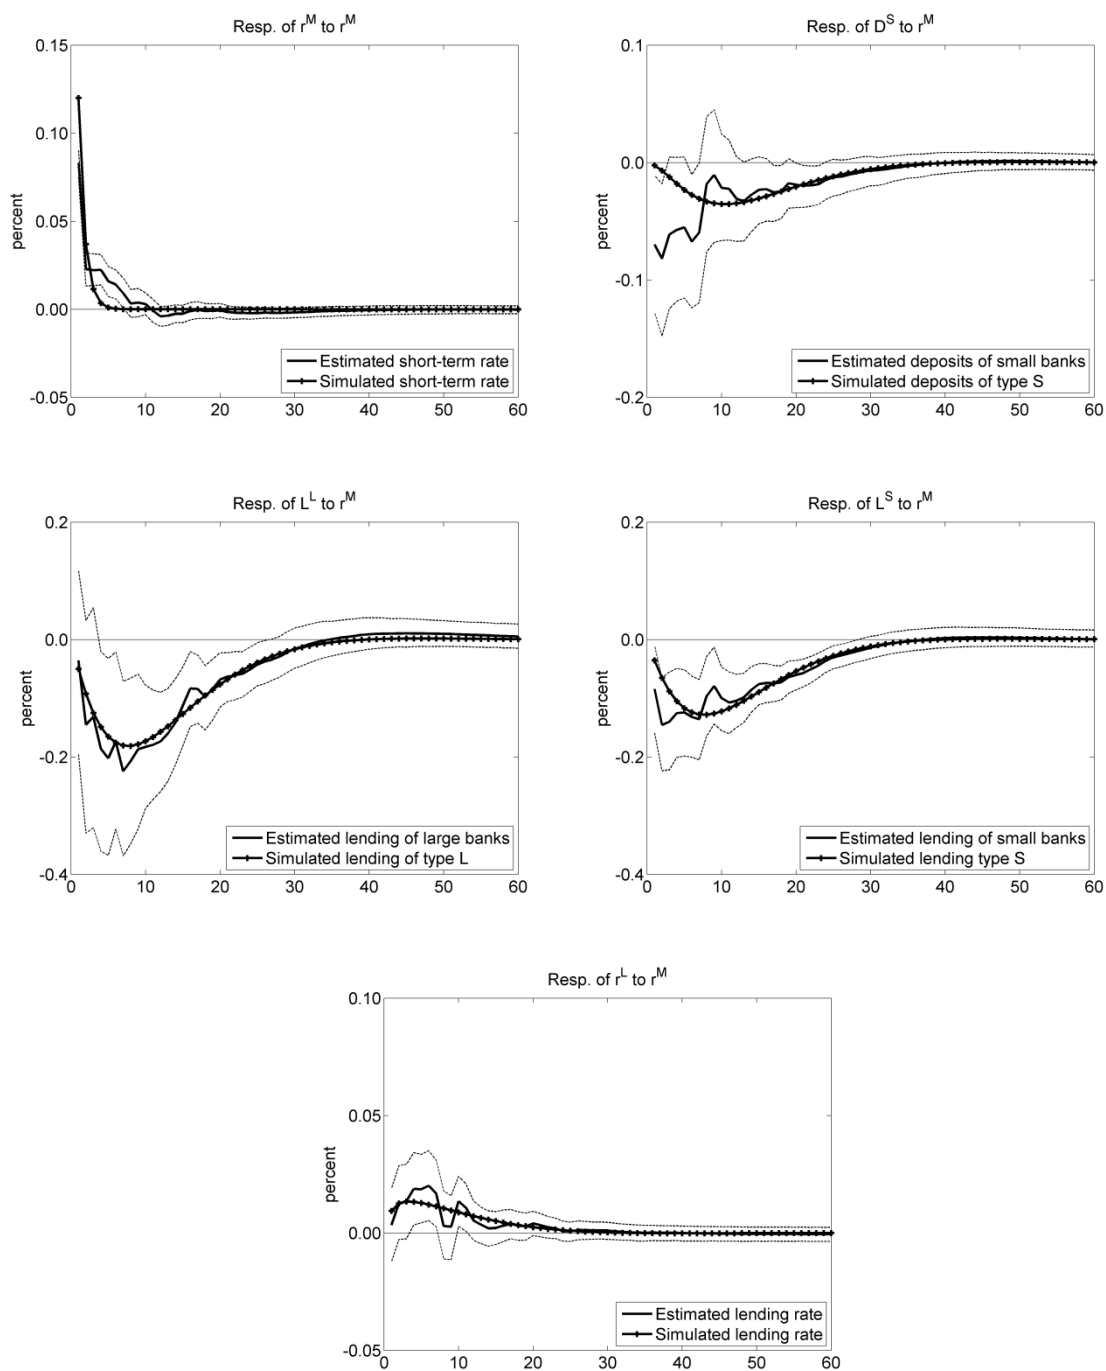 Resp. of r^M to r^M
0.15
0.10
0.05
0.00
-0.05
percent
Estimated short-term rate
Simulated short-term rate
0 10 20 30 40 50 60
Resp. of D^S to r^M
0.1
0.0
-0.1
-0.2
percent
Estimated deposits of small banks
Simulated deposits of type S
0 10 20 30 40 50 60
Resp. of L^L to r^M
0.2
0.0
-0.2
-0.4
percent
Estimated lending of large banks
Simulated lending of type L
0 10 20 30 40 50 60
Resp. of L^S to r^M
0.2
0.0
-0.2
-0.4
percent
Estimated lending of small banks
Simulated lending type S
0 10 20 30 40 50 60
Resp. of r^L to r^M
0.10
0.05
0.00
-0.05
percent
Estimated lending rate
Simulated lending rate
0 10 20 30 40 50 60